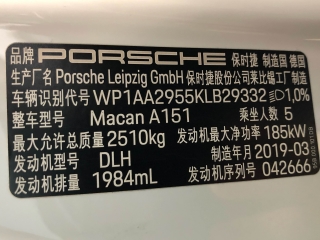 品牌 PORSCHE 保时捷 制造国 德国
生产厂名 Porsche Leipzig GmbH 保时捷股份公司莱比锡工厂制造
车辆识别代号 WP1AA2955KLB29332 1,0%
整车型号 Macan A151 乘坐人数 5
最大允许总质量 2510kg 发动机最大净功率 185kW
发动机型号 DLH 制造年月 2019-03
发动机排量 1984mL 发动机序号 042666